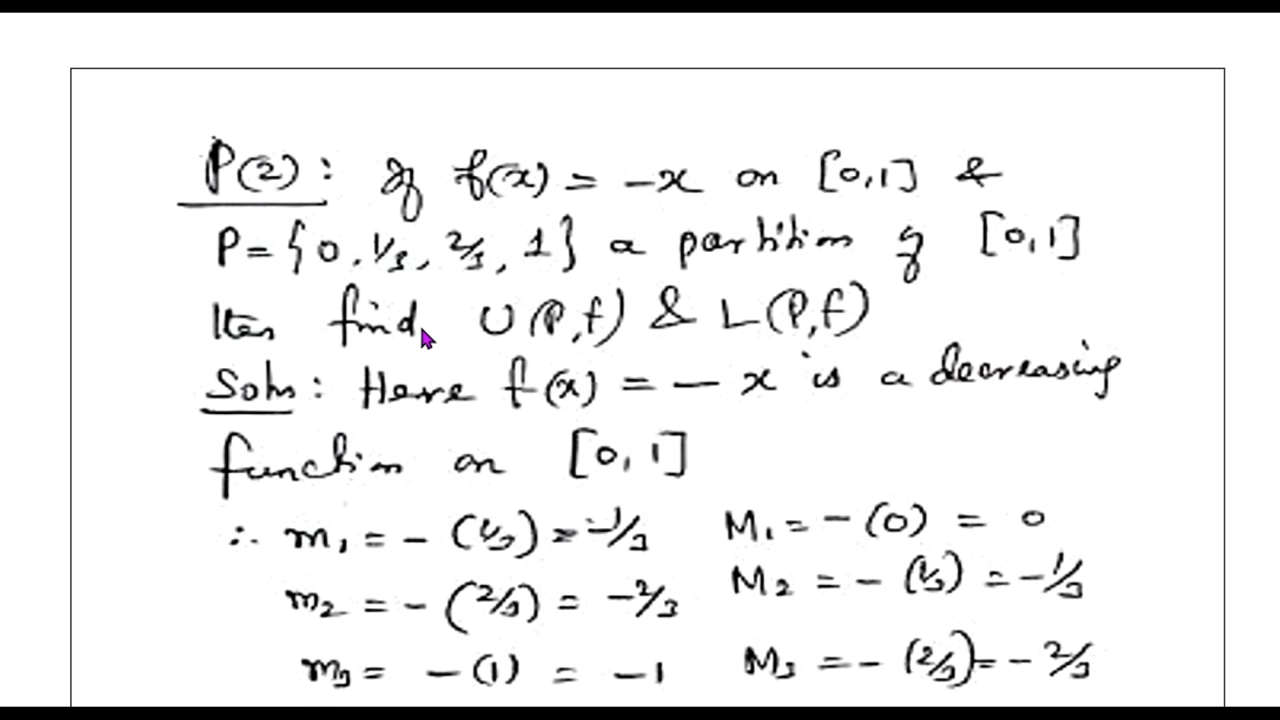 P(2): If f(x) = -x on [0,1] &
P = {0, 1/3, 2/3, 1} a partition of [0,1]
then find U(P,f) & L(P,f)
Soln: Here f(x) = - x is a decreasing
function on [0,1]
∴ m₁ = - (1/3) = -1/3 M₁ = - (0) = 0
m₂ = - (2/3) = -2/3 M₂ = - (1/3) = -1/3
m₃ = - (1) = -1 M₃ = - (2/3) = - 2/3